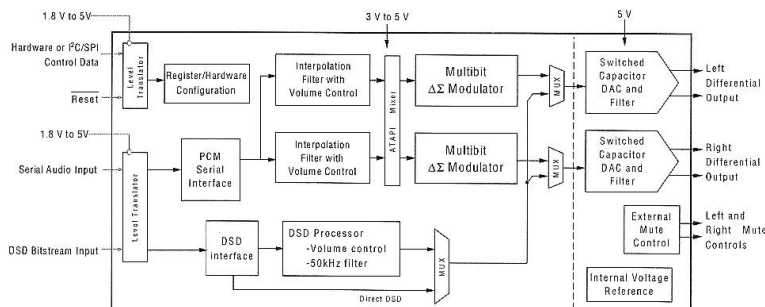 1.8 V to 5V
3 V to 5 V
5 V
Hardware or I²C/SPI
Control Data
Reset
Level
Translator
Register/Hardware
Configuration
Interpolation
Filter with
Volume Control
ATAPI Mixer
Multibit
ΔΣ Modulator
MUX
Switched
Capacitor
DAC and
Filter
Left
Differential
Output
1.8 V to 5V
Serial Audio Input
Level Translator
PCM
Serial
Interface
Interpolation
Filter with
Volume Control
Multibit
ΔΣ Modulator
MUX
Switched
Capacitor
DAC and
Filter
Right
Differential
Output
DSD Bitstream Input
DSD
interface
DSD Processor
-Volume control
-50kHz filter
MUX
Direct DSD
External
Mute
Control
Left and
Right Mute
Controls
Internal Voltage
Reference